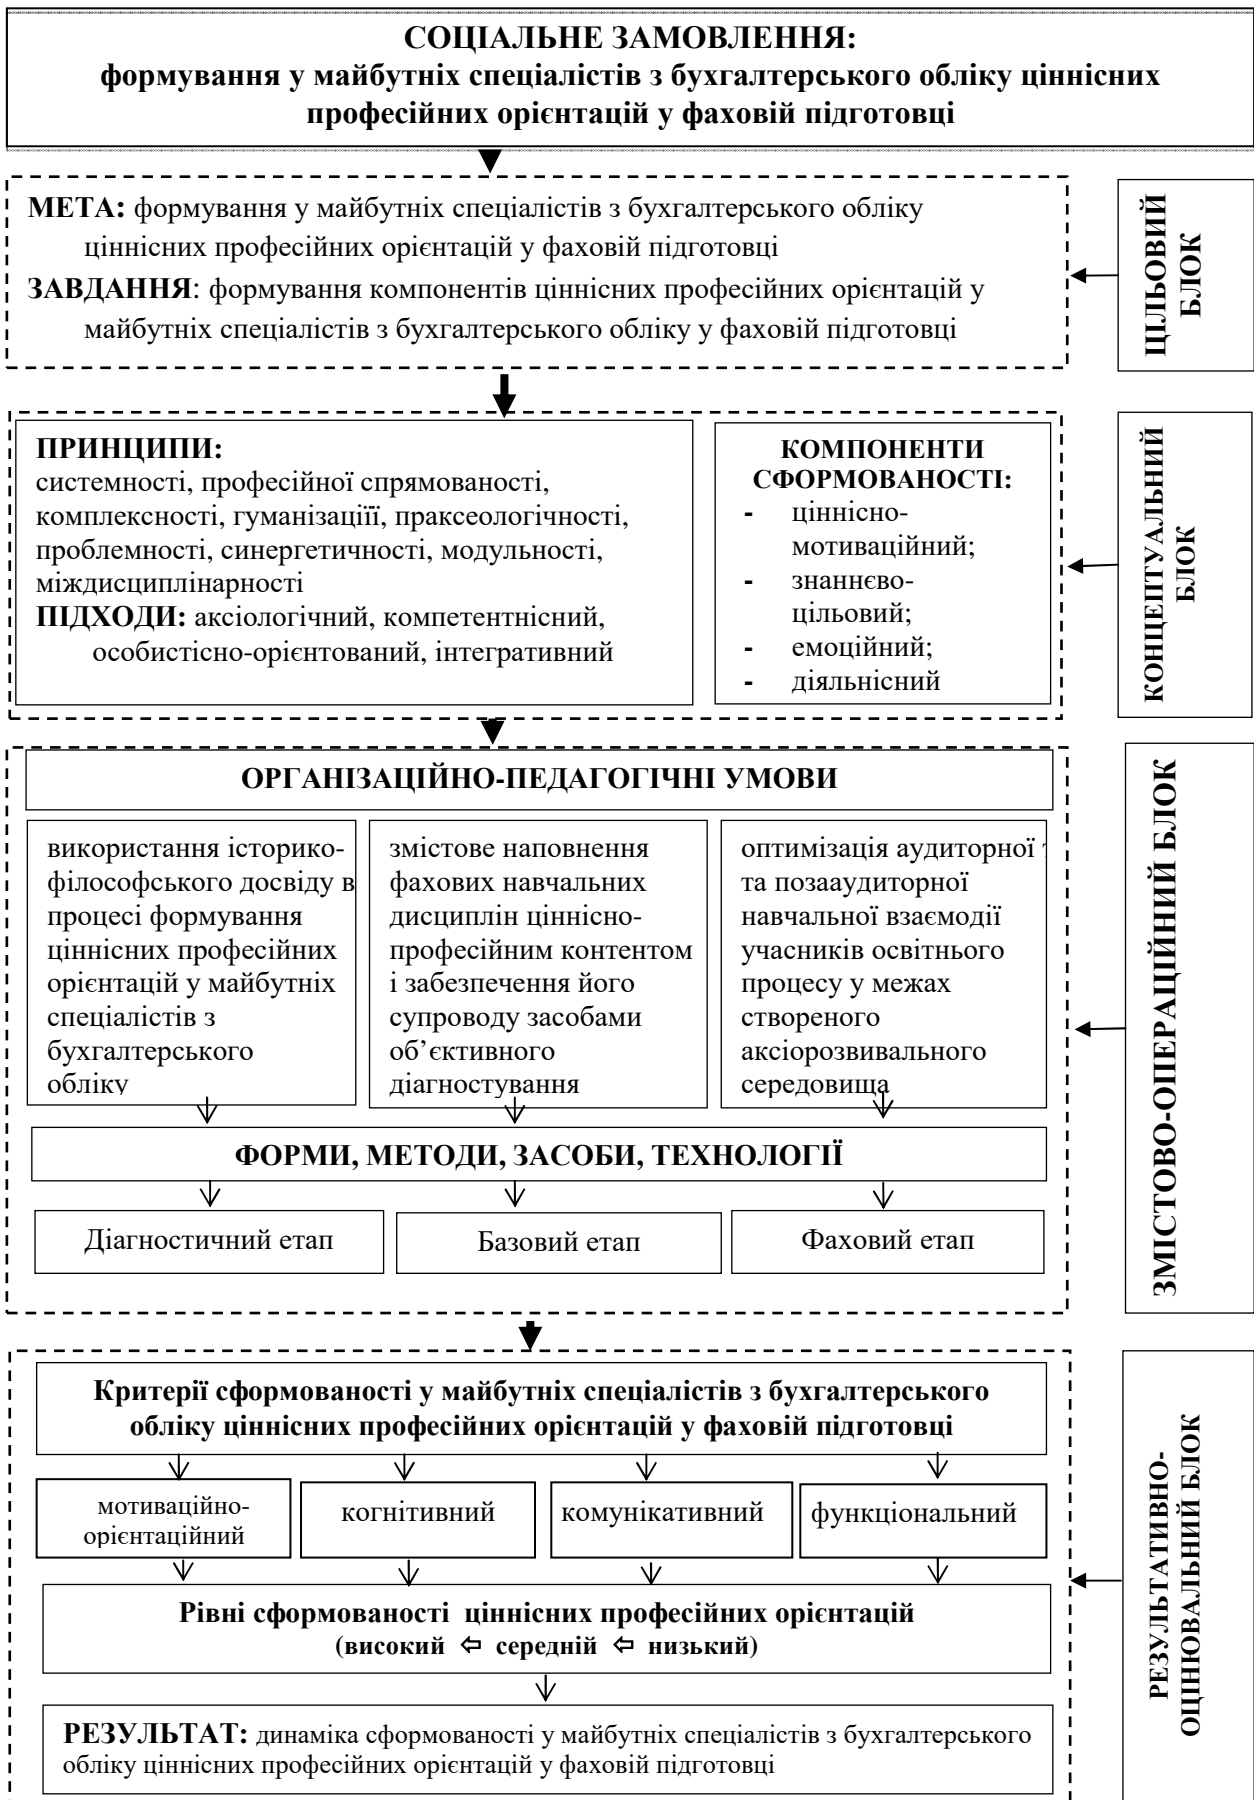 СОЦІАЛЬНЕ ЗАМОВЛЕННЯ:
формування у майбутніх спеціалістів з бухгалтерського обліку ціннісних
професійних орієнтацій у фаховій підготовці
МЕТА: формування у майбутніх спеціалістів з бухгалтерського обліку
ціннісних професійних орієнтацій у фаховій підготовці
ЗАВДАННЯ: формування компонентів ціннісних професійних орієнтацій у
майбутніх спеціалістів з бухгалтерського обліку у фаховій підготовці
ЦІЛЬОВИЙ
БЛОК
ПРИНЦИПИ:
системності, професійної спрямованості,
комплексності, гуманізаціїї, праксеологічності,
проблемності, синергетичності, модульності,
міждисциплінарності
ПІДХОДИ: аксіологічний, компетентнісний,
особистісно-орієнтований, інтегративний
КОМПОНЕНТИ
СФОРМОВАНОСТІ:
- ціннісно-
мотиваційний;
- знаннєво-
цільовий;
- емоційний;
- діяльнісний
КОНЦЕПТУАЛЬНИЙ
БЛОК
ОРГАНІЗАЦІЙНО-ПЕДАГОГІЧНІ УМОВИ
використання історико-
філософського досвіду в
процесі формування
ціннісних професійних
орієнтацій у майбутніх
спеціалістів з
бухгалтерського
обліку
змістове наповнення
фахових навчальних
дисциплін ціннісно-
професійним контентом
і забезпечення його
супроводу засобами
об’єктивного
діагностування
оптимізація аудиторної
та позааудиторної
навчальної взаємодії
учасників освітнього
процесу у межах
створеного
аксіорозвивального
середовища
ФОРМИ, МЕТОДИ, ЗАСОБИ, ТЕХНОЛОГІЇ
Діагностичний етап
Базовий етап
Фаховий етап
ЗМІСТОВО-ОПЕРАЦІЙНИЙ БЛОК
Критерії сформованості у майбутніх спеціалістів з бухгалтерського
обліку ціннісних професійних орієнтацій у фаховій підготовці
мотиваційно-
орієнтаційний
когнітивний
комунікативний
функціональний
Рівні сформованості ціннісних професійних орієнтацій
(високий ⇦ середній ⇦ низький)
РЕЗУЛЬТАТ: динаміка сформованості у майбутніх спеціалістів з бухгалтерського
обліку ціннісних професійних орієнтацій у фаховій підготовці
РЕЗУЛЬТАТИВНО-
ОЦІНЮВАЛЬНИЙ БЛОК